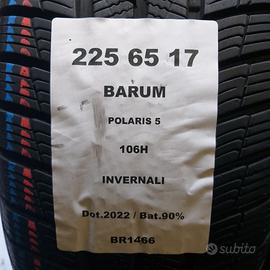 225 65 17
BARUM
POLARIS 5
106H
INVERNALI
Dot.2022 / Bat.90%
BR1466
subito